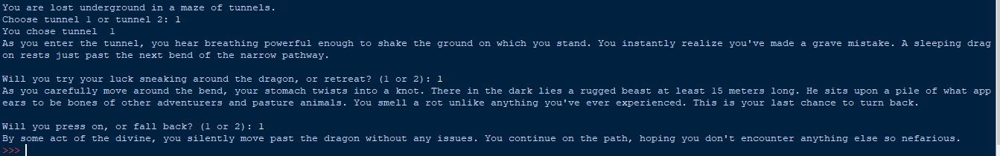 You are lost underground in a maze of tunnels.
Choose tunnel 1 or tunnel 2: 1
You chose tunnel  1
As you enter the tunnel, you hear breathing powerful enough to shake the ground on which you stand. You instantly realize you've made a grave mistake. A sleeping drag
on rests just past the next bend of the narrow pathway.
Will you try your luck sneaking around the dragon, or retreat? (1 or 2): 1
As you carefully move around the bend, your stomach twists into a knot. There in the dark lies a rugged beast at least 15 meters long. He sits upon a pile of what app
ears to be bones of other adventurers and pasture animals. You smell a rot unlike anything you've ever experienced. This is your last chance to turn back.
Will you press on, or fall back? (1 or 2): 1
By some act of the divine, you silently move past the dragon without any issues. You continue on the path, hoping you don't encounter anything else so nefarious.
>>>